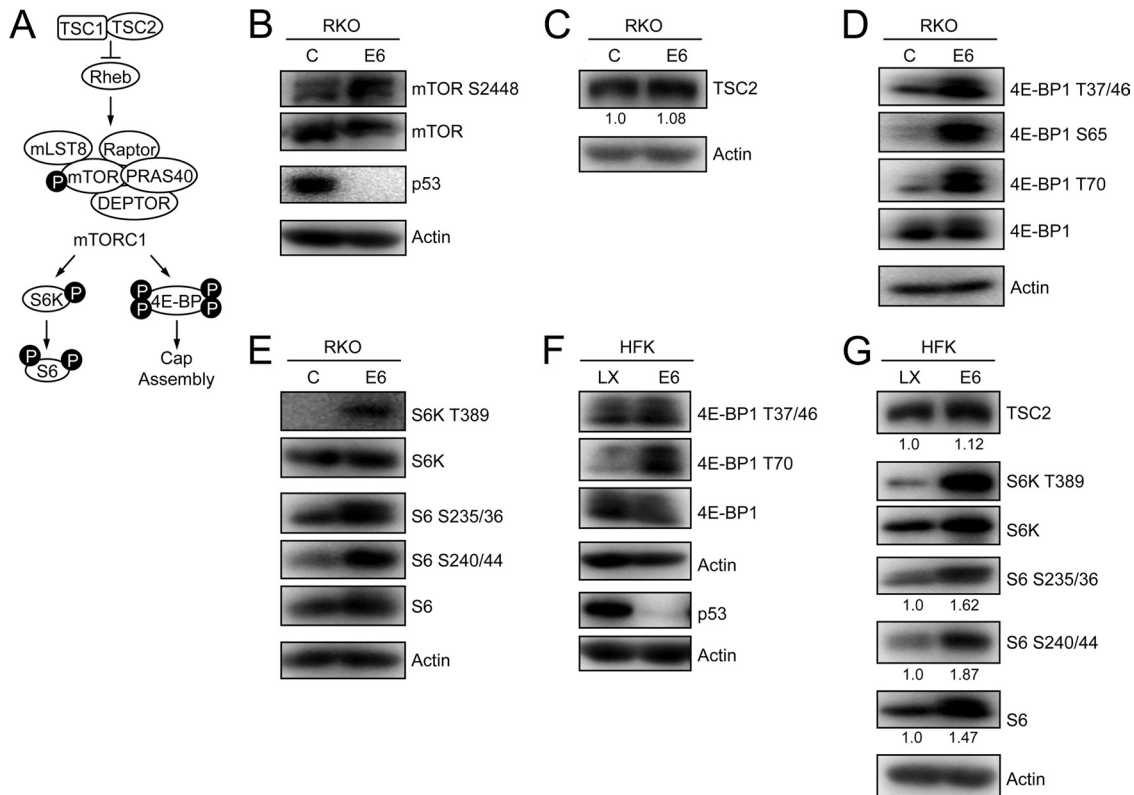 A
TSC1 TSC2
Rheb
mLST8 Raptor
P mTOR PRAS40
DEPTOR
mTORC1
S6K P
P P
4E-BP
P P
P P
S6
Cap
Assembly
B
RKO
C E6
mTOR S2448
mTOR
p53
Actin
C
RKO
C E6
TSC2
1.0 1.08
Actin
D
RKO
C E6
4E-BP1 T37/46
4E-BP1 S65
4E-BP1 T70
4E-BP1
Actin
E
RKO
C E6
S6K T389
S6K
S6 S235/36
S6 S240/44
S6
Actin
F
HFK
LX E6
4E-BP1 T37/46
4E-BP1 T70
4E-BP1
Actin
p53
Actin
G
HFK
LX E6
TSC2
1.0 1.12
S6K T389
S6K
S6 S235/36
1.0 1.62
S6 S240/44
1.0 1.87
S6
1.0 1.47
Actin